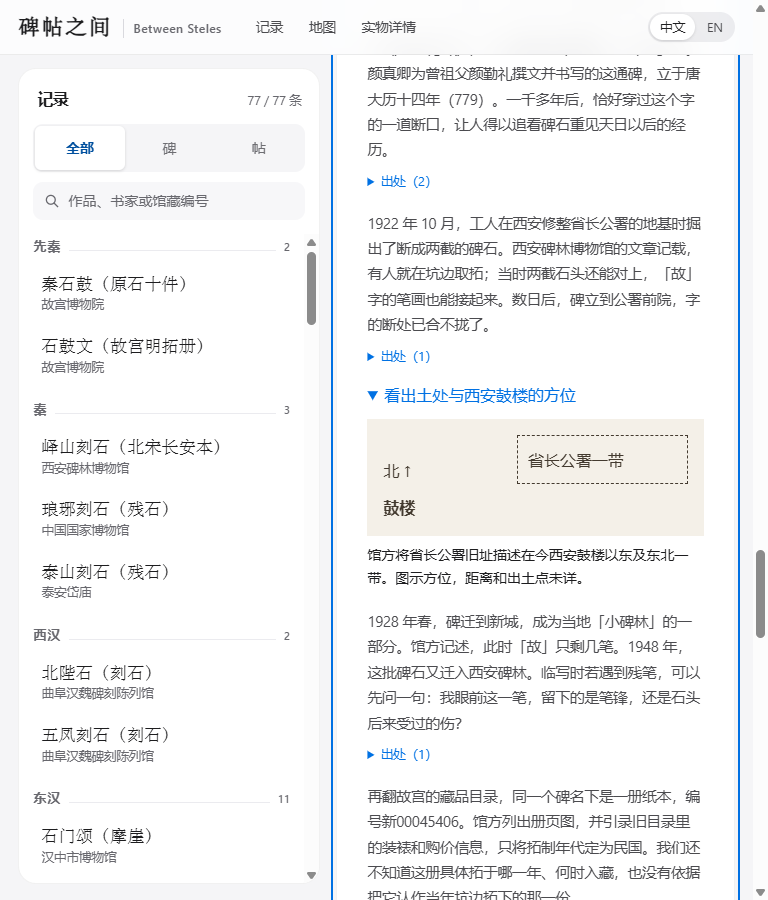 碑帖之间
Between Steles
记录
地图
实物详情
中文
EN
记录
77 / 77 条
全部
碑
帖
作品、书家或馆藏编号
先秦
2
秦石鼓（原石十件）
故宫博物院
石鼓文（故宫明拓册）
故宫博物院
秦
3
峄山刻石（北宋长安本）
西安碑林博物馆
琅邪刻石（残石）
中国国家博物馆
泰山刻石（残石）
泰安岱庙
西汉
2
北陛石（刻石）
曲阜汉魏碑刻陈列馆
五凤刻石（刻石）
曲阜汉魏碑刻陈列馆
东汉
11
石门颂（摩崖）
汉中市博物馆
颜真卿为曾祖父颜勤礼撰文并书写的这通碑，立于唐
大历十四年（779）。一千多年后，恰好穿过这个字
的一道断口，让人得以追看碑石重见天日以后的经
历。
出处（2）
1922 年 10 月，工人在西安修整省长公署的地基时掘
出了断成两截的碑石。西安碑林博物馆的文章记载，
有人就在坑边取拓；当时两截石头还能对上，「故」
字的笔画也能接起来。数日后，碑立到公署前院，字
的断处已合不拢了。
出处（1）
看出土处与西安鼓楼的方位
省长公署一带
北 ↑
鼓楼
馆方将省长公署旧址描述在今西安鼓楼以东及东北一
带。图示方位，距离和出土点未详。
1928 年春，碑迁到新城，成为当地「小碑林」的一
部分。馆方记述，此时「故」只剩几笔。1948 年，
这批碑石又迁入西安碑林。临写时若遇到残笔，可以
先问一句：我眼前这一笔，留下的是笔锋，还是石头
后来受过的伤？
出处（1）
再翻故宫的藏品目录，同一个碑名下是一册纸本，编
号新00045406。馆方列出册页图，并引录旧目录里
的装裱和购价信息，只将拓制年代定为民国。我们还
不知道这册具体拓于哪一年、何时入藏，也没有依据
把它认作当年坑边拓下的那一份